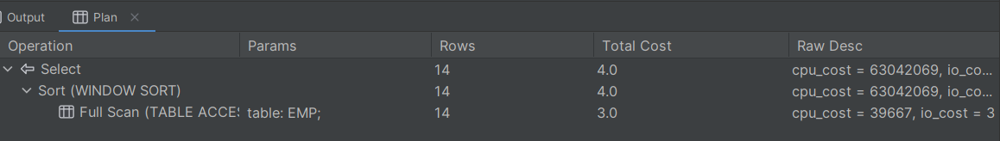 Output Plan
Operation Params Rows Total Cost Raw Desc
Select 14 4.0 cpu_cost = 63042069, io_co...
Sort (WINDOW SORT) 14 4.0 cpu_cost = 63042069, io_co...
Full Scan (TABLE ACCES table: EMP; 14 3.0 cpu_cost = 39667, io_cost = 3